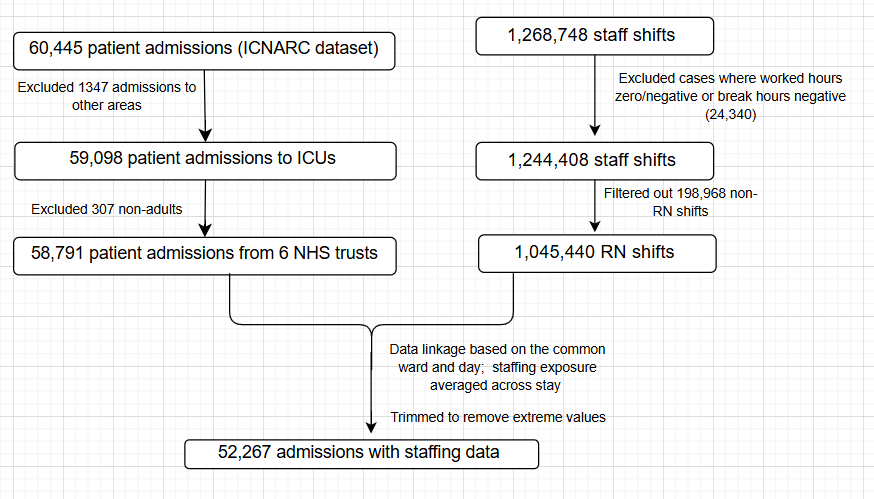 60,445 patient admissions (ICNARC dataset)
Excluded 1347 admissions to
other areas
59,098 patient admissions to ICUs
Excluded 307 non-adults
58,791 patient admissions from 6 NHS trusts
1,268,748 staff shifts
Excluded cases where worked hours
zero/negative or break hours negative
(24,340)
1,244,408 staff shifts
Filtered out 198,968 non-
RN shifts
1,045,440 RN shifts
Data linkage based on the common
ward and day;  staffing exposure
averaged across stay
Trimmed to remove extreme values
52,267 admissions with staffing data